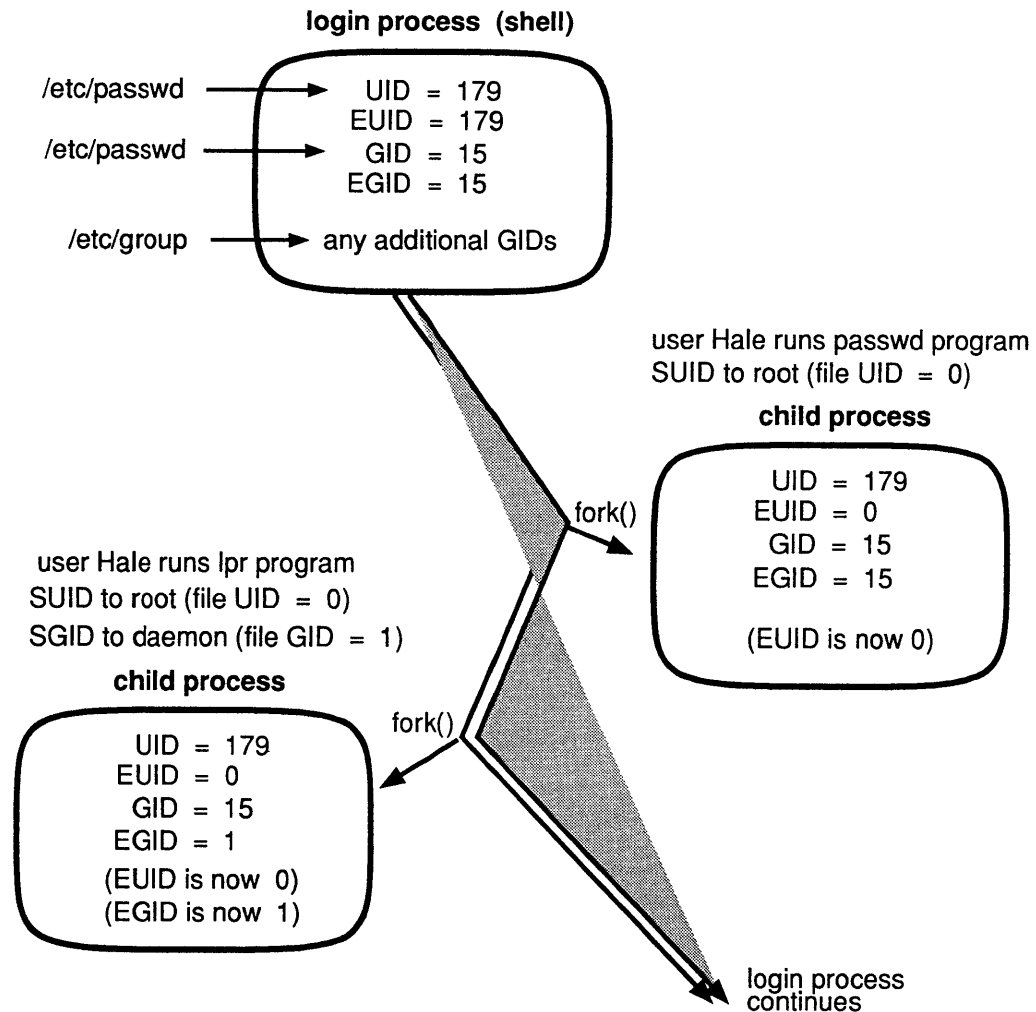 login process (shell)
/etc/passwd
UID = 179
EUID = 179
/etc/passwd
GID = 15
EGID = 15
/etc/group
any additional GIDs
user Hale runs passwd program
SUID to root (file UID = 0)
child process
UID = 179
EUID = 0
GID = 15
EGID = 15
(EUID is now 0)
fork()
user Hale runs lpr program
SUID to root (file UID = 0)
SGID to daemon (file GID = 1)
child process
fork()
UID = 179
EUID = 0
GID = 15
EGID = 1
(EUID is now 0)
(EGID is now 1)
login process
continues